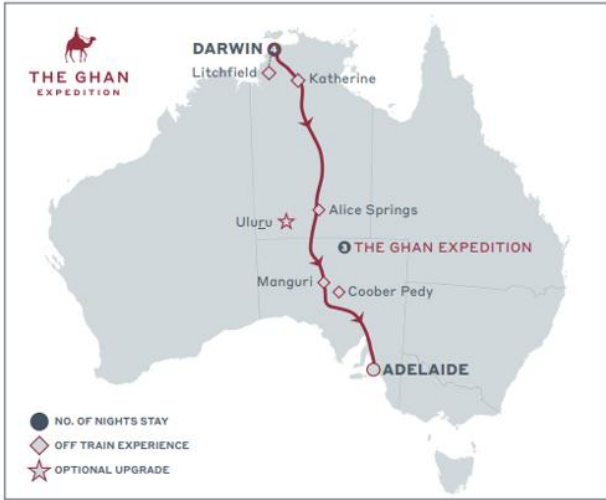 THE GHAN
EXPEDITION
DARWIN 4
Litchfield
Katherine
Alice Springs
Uluru
3 THE GHAN EXPEDITION
Manguri
Coober Pedy
ADELAIDE
NO. OF NIGHTS STAY
OFF TRAIN EXPERIENCE
OPTIONAL UPGRADE